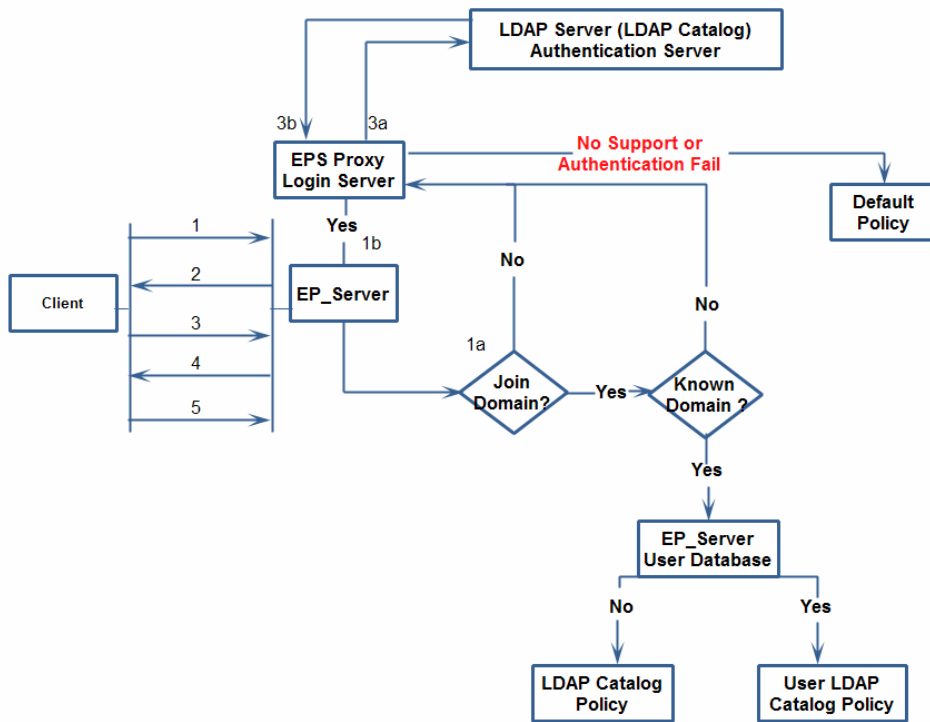 LDAP Server (LDAP Catalog)
Authentication Server
3b
3a
No Support or
Authentication Fail
EPS Proxy
Login Server
Default
Policy
Yes
1
1b
No
2
EP_Server
Client
No
3
1a
4
Join
Domain?
Yes
Known
Domain ?
5
Yes
EP_Server
User Database
No
Yes
LDAP Catalog
Policy
User LDAP
Catalog Policy